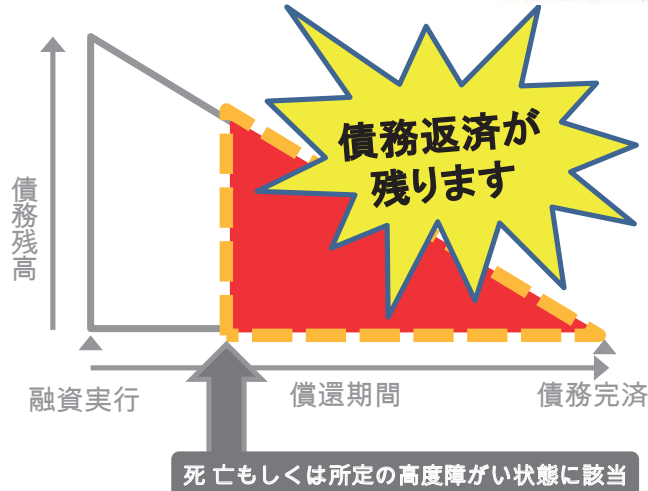 債務返済が
残ります
債務残高
融資実行
償還期間
債務完済
死亡もしくは所定の高度障がい状態に該当